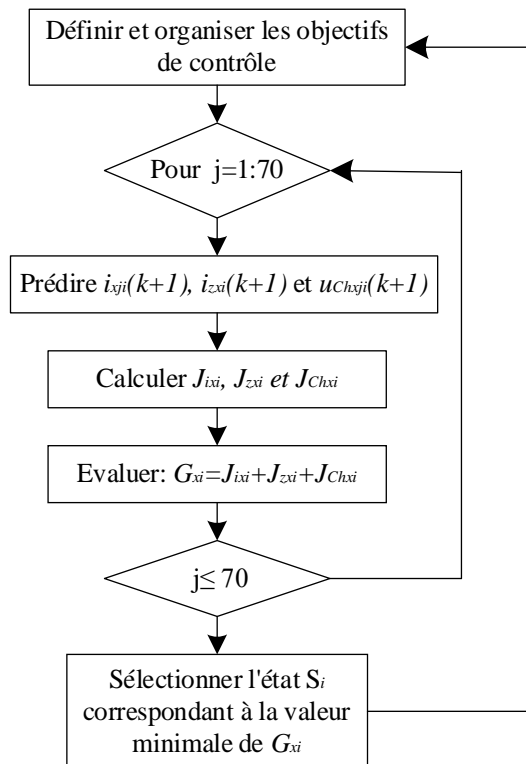 Définir et organiser les objectifs
de contrôle
Pour j=1:70
Prédire ixji(k+1), izxi(k+1) et uChxji(k+1)
Calculer Jixi, Jzxi et JChxi
Evaluer: Gxi=Jixi+Jzxi+JChxi
j≤ 70
Sélectionner l'état Si
correspondant à la valeur
minimale de Gxi